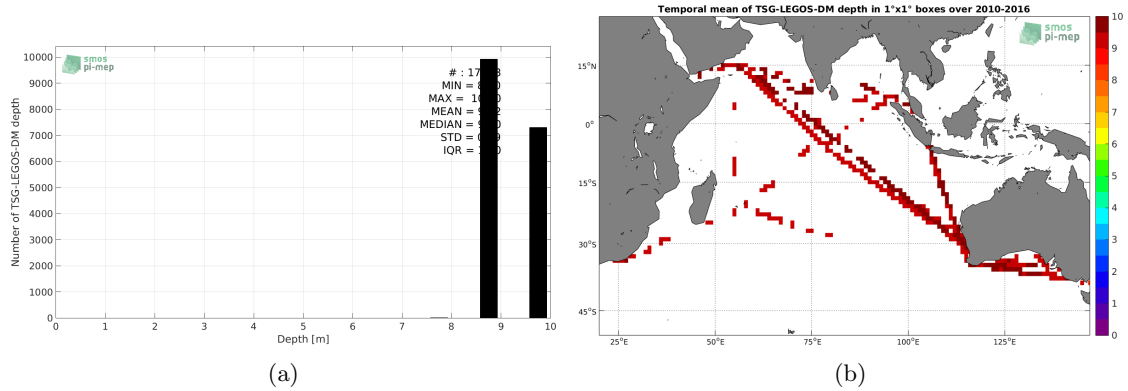 smos
pi-mep
10000
9000
8000
7000
6000
5000
4000
3000
2000
1000
0
Number of TSG-LEGOS-DM depth
# :
MIN =
MAX =
MEAN =
MEDIAN =
STD =
IQR =
0 1 2 3 4 5 6 7 8 9 10
Depth [m]
(a)
Temporal mean of TSG-LEGOS-DM depth in 1°x1° boxes over 2010-2016
smos
pi-mep
15°N
0°
15°S
30°S
45°S
25°E 50°E 75°E 100°E 125°E
10
9
8
7
6
5
4
3
2
1
0
(b)